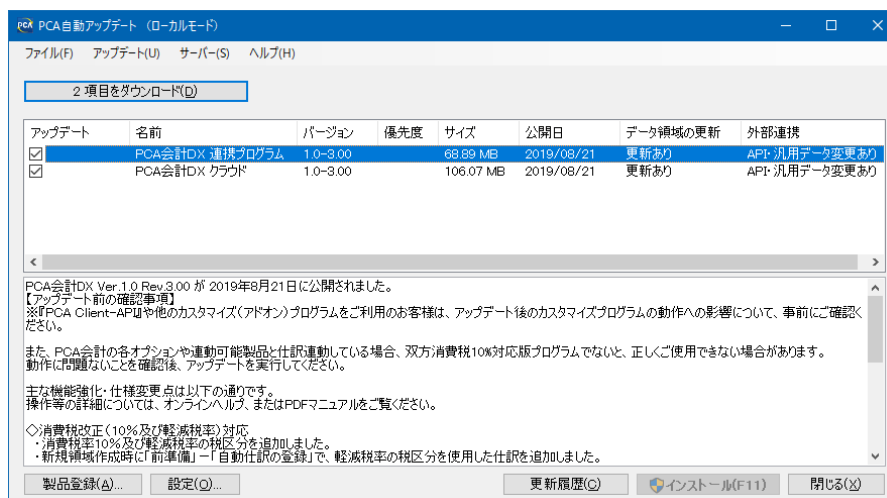 PCA PCA自動アップデート （ローカルモード）
ファイル(F) アップデート(U) サーバー(S) ヘルプ(H)
2 項目をダウンロード(D)
アップデート 名前 バージョン 優先度 サイズ 公開日 データ領域の更新 外部連携
PCA会計DX 連携プログラム 1.0-3.00 68.89 MB 2019/08/21 更新あり API・汎用データ変更あり
PCA会計DX クラウド 1.0-3.00 106.07 MB 2019/08/21 更新あり API・汎用データ変更あり
PCA会計DX Ver.1.0 Rev.3.00 が 2019年8月21日に公開されました。
【アップデート前の確認事項】
※『PCA Client-API』や他のカスタマイズ（アドオン）プログラムをご利用のお客様は、アップデート後のカスタマイズプログラムの動作への影響について、事前にご確認く
ださい。
また、PCA会計の各オプションや連動可能製品と仕訳連動している場合、双方消費税10%対応版プログラムでないと、正しくご使用できない場合があります。
動作に問題ないことを確認後、アップデートを実行してください。
主な機能強化・仕様変更点は以下の通りです。
操作等の詳細については、オンラインヘルプ、またはPDFマニュアルをご覧ください。
◇消費税改正（10%及び軽減税率）対応
・消費税率10%及び軽減税率の税区分を追加しました。
・新規領域作成時に「前準備」－「自動仕訳の登録」で、軽減税率の税区分を使用した仕訳を追加しました。
製品登録(A)... 設定(O)... 更新履歴(C) インストール(F11) 閉じる(X)